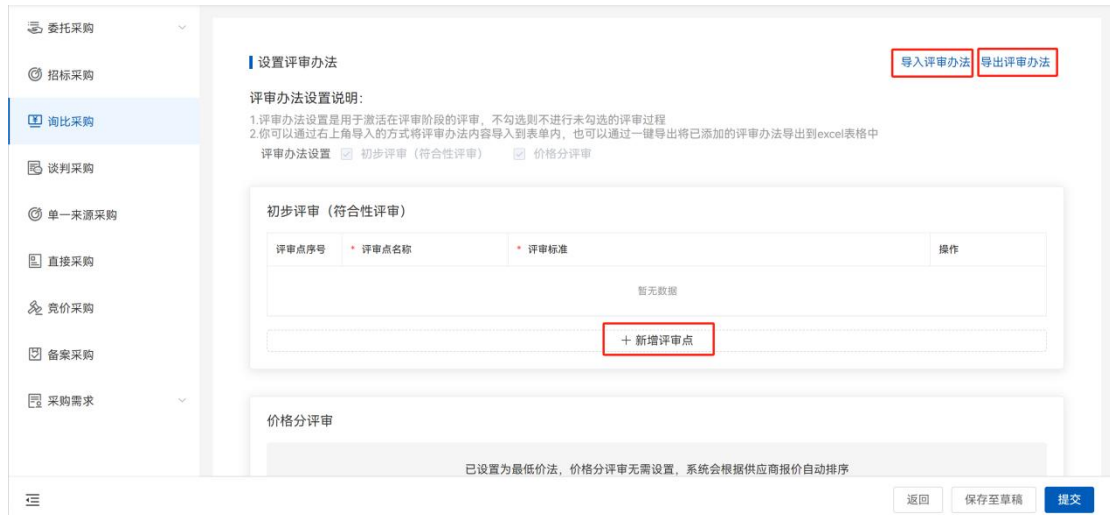 委托采购
招标采购
询比采购
谈判采购
单一来源采购
直接采购
竞价采购
备案采购
采购需求
设置评审办法
导入评审办法 导出评审办法
评审办法设置说明:
1.评审办法设置是用于激活在评审阶段的评审，不勾选则不进行未勾选的评审过程
2.你可以通过右上角导入的方式将评审办法内容导入到表单内，也可以通过一键导出将已添加的评审办法导出到excel表格中
评审办法设置 初步评审（符合性评审） 价格分评审
初步评审（符合性评审）
评审点序号 * 评审点名称 * 评审标准 操作
暂无数据
+ 新增评审点
价格分评审
已设置为最低价法，价格分评审无需设置，系统会根据供应商报价自动排序
返回 保存至草稿 提交